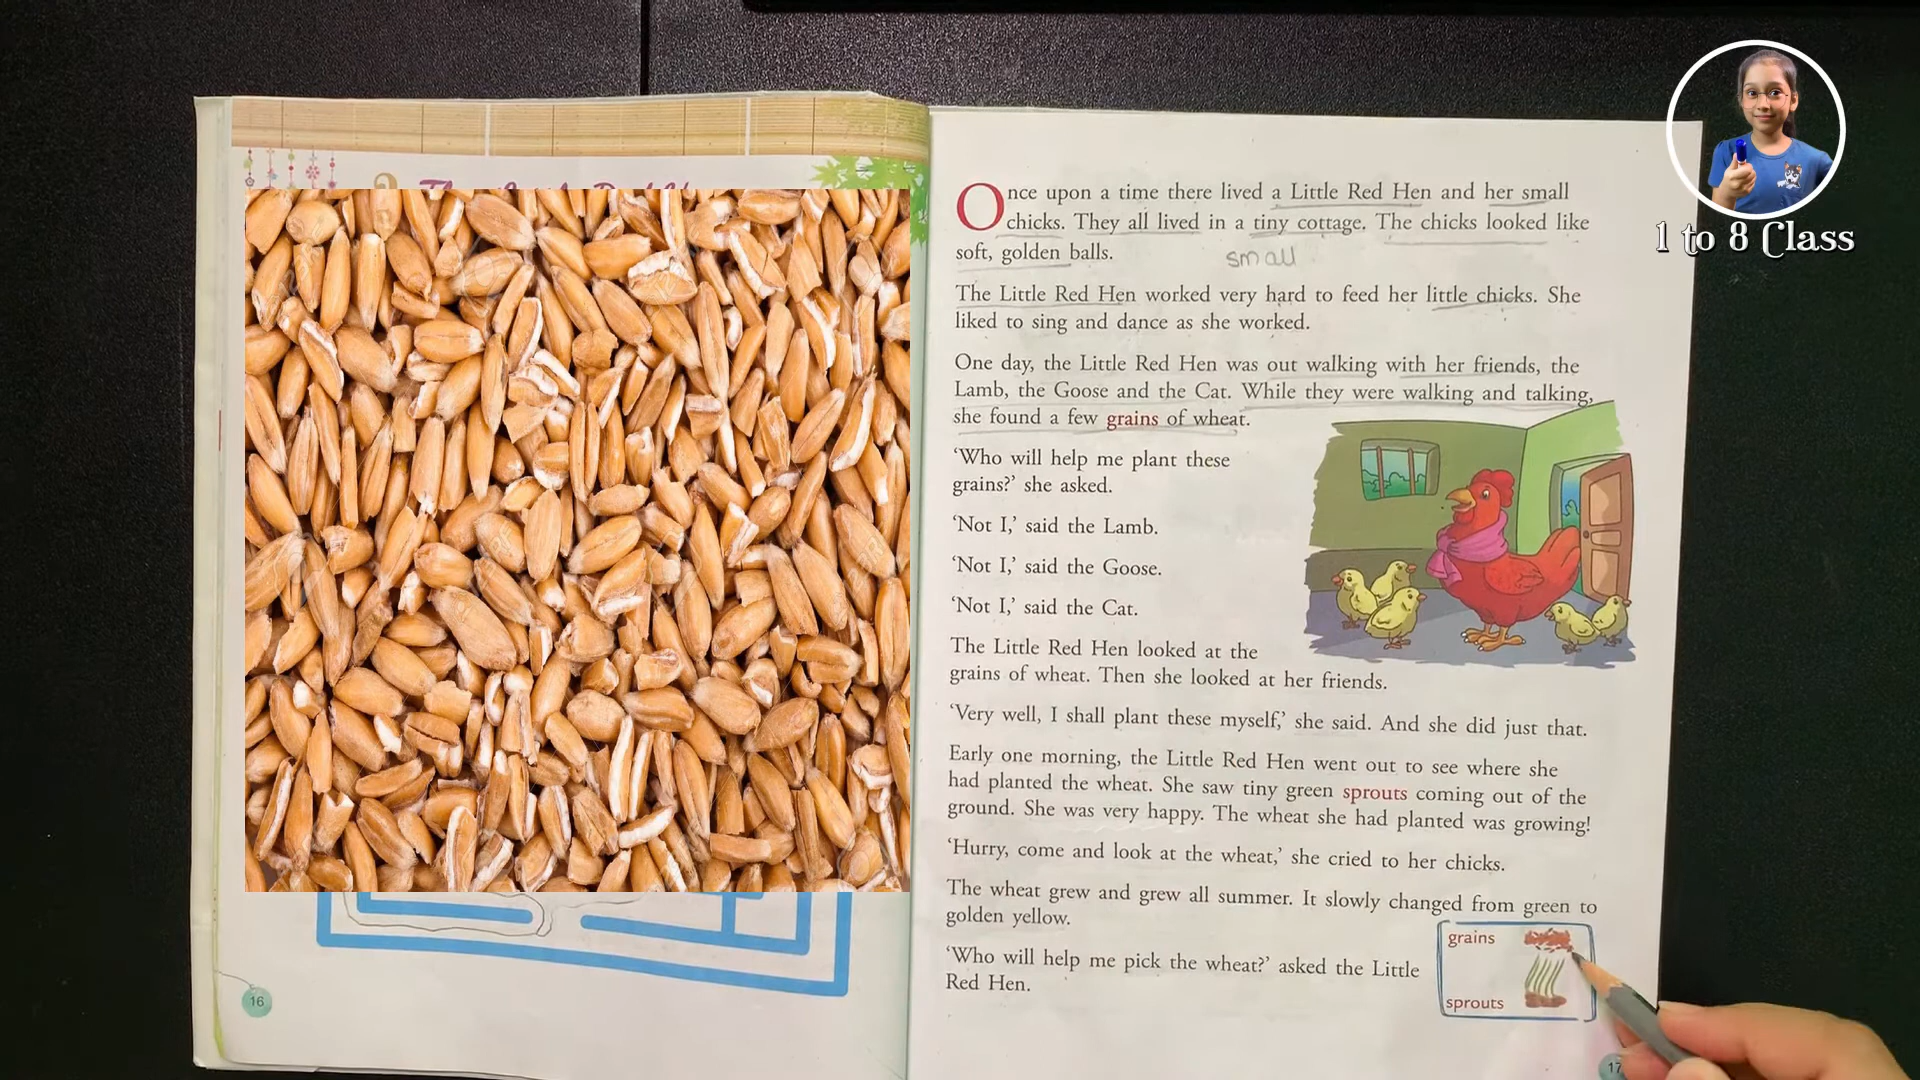 Once upon a time there lived a Little Red Hen and her small
chicks. They all lived in a tiny cottage. The chicks looked like
soft, golden balls.
small
The Little Red Hen worked very hard to feed her little chicks. She
liked to sing and dance as she worked.
One day, the Little Red Hen was out walking with her friends, the
Lamb, the Goose and the Cat. While they were walking and talking,
she found a few grains of wheat.
‘Who will help me plant these
grains?’ she asked.
‘Not I,’ said the Lamb.
‘Not I,’ said the Goose.
‘Not I,’ said the Cat.
The Little Red Hen looked at the
grains of wheat. Then she looked at her friends.
‘Very well, I shall plant these myself,’ she said. And she did just that.
Early one morning, the Little Red Hen went out to see where she
had planted the wheat. She saw tiny green sprouts coming out of the
ground. She was very happy. The wheat she had planted was growing!
‘Hurry, come and look at the wheat,’ she cried to her chicks.
The wheat grew and grew all summer. It slowly changed from green to
golden yellow.
‘Who will help me pick the wheat?’ asked the Little
Red Hen.
grains
sprouts
16
17
1 to 8 Class